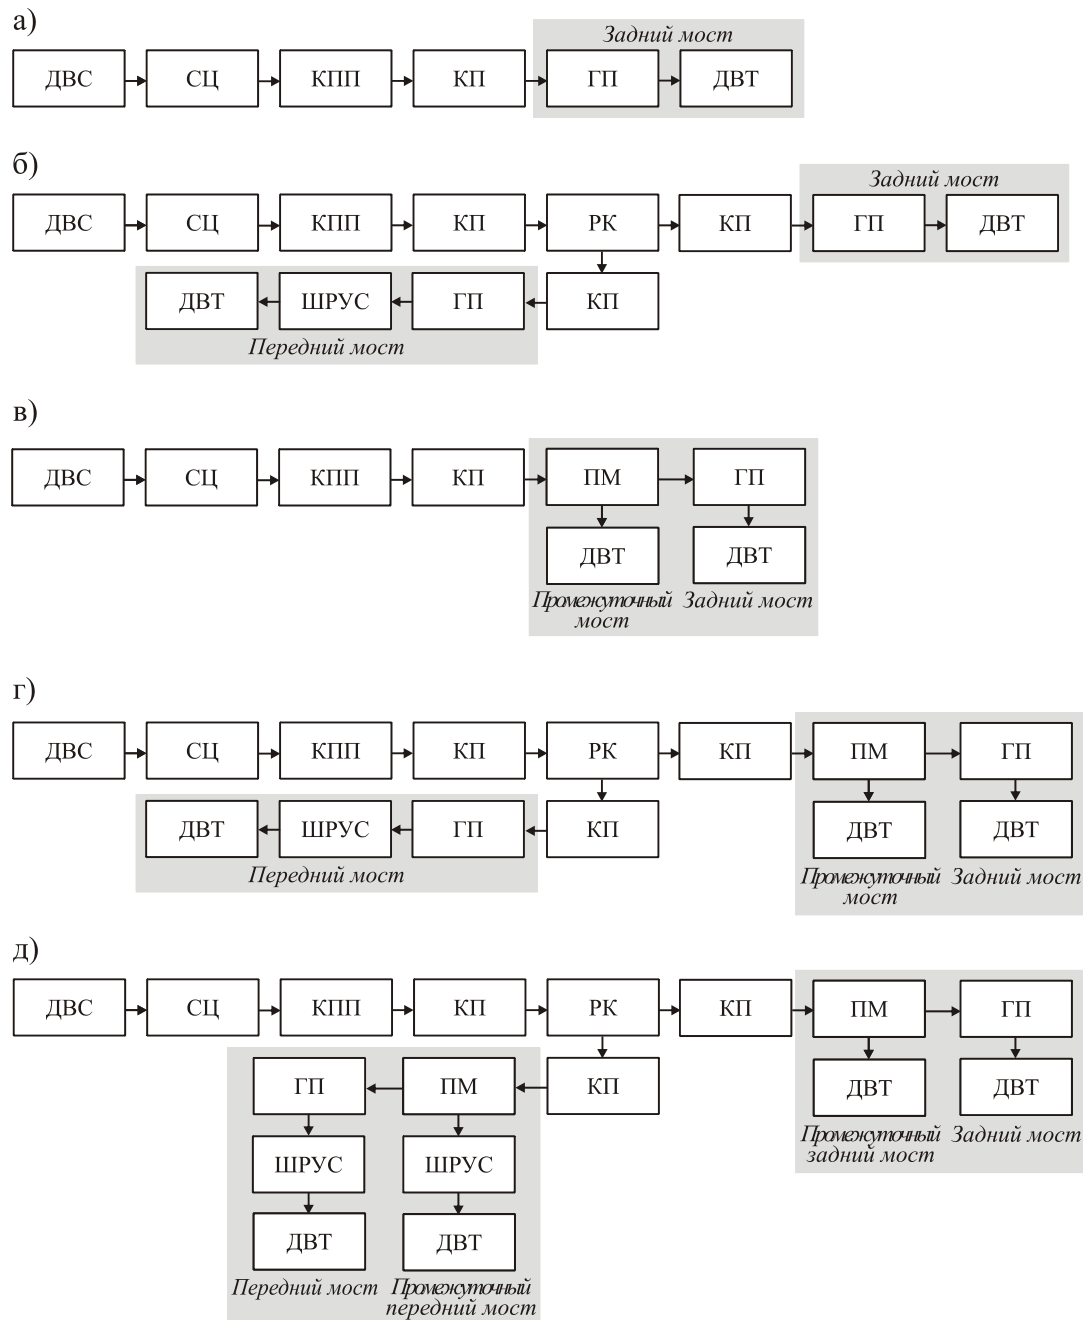 а)
Задний мост
ДВС СЦ КПП КП ГП ДВТ
б)
Задний мост
ДВС СЦ КПП КП РК КП ГП ДВТ
ДВТ ШРУС ГП КП
Передний мост
в)
ДВС СЦ КПП КП ПМ ГП
ДВТ ДВТ
Промежуточный Задний мост
мост
г)
ДВС СЦ КПП КП РК КП ПМ ГП
ДВТ ШРУС ГП КП ДВТ ДВТ
Передний мост Промежуточный Задний мост
мост
д)
ДВС СЦ КПП КП РК КП ПМ ГП
ГП ПМ КП ДВТ ДВТ
Промежуточный Задний мост
задний мост
ШРУС ШРУС
ДВТ ДВТ
Передний мост Промежуточный
передний мост